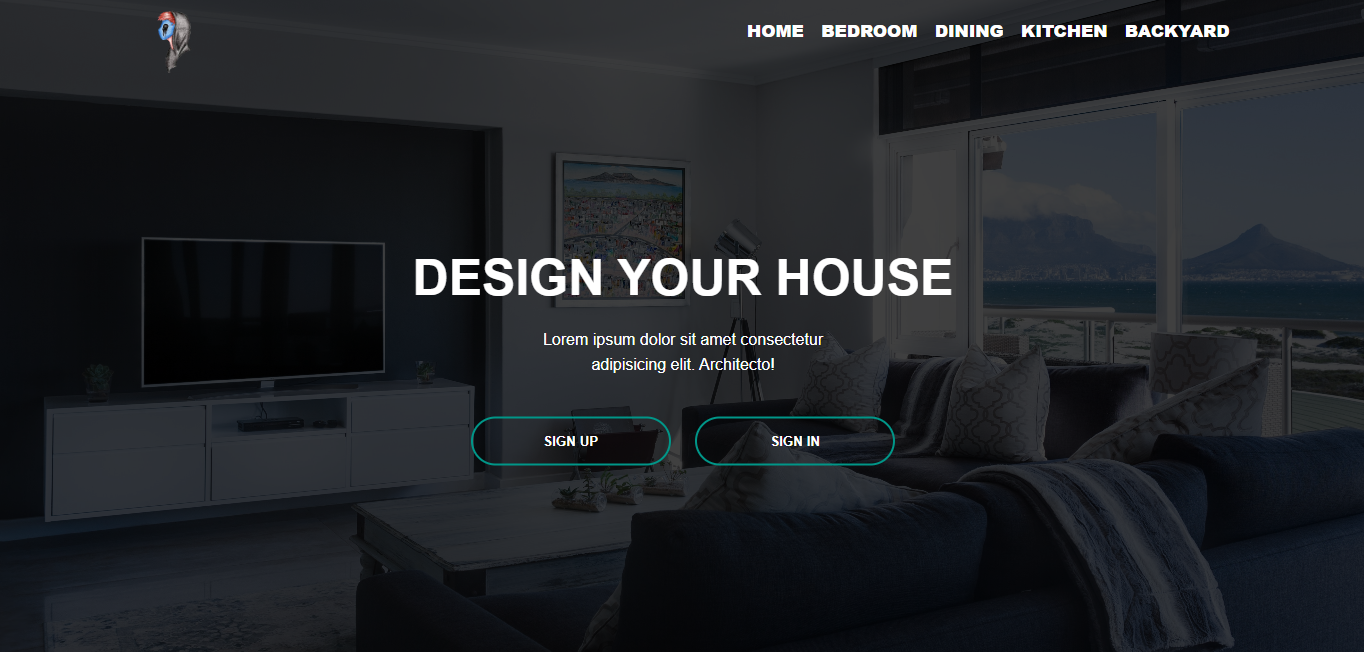 HOME BEDROOM DINING KITCHEN BACKYARD
DESIGN YOUR HOUSE
Lorem ipsum dolor sit amet consectetur
adipisicing elit. Architecto!
SIGN UP SIGN IN